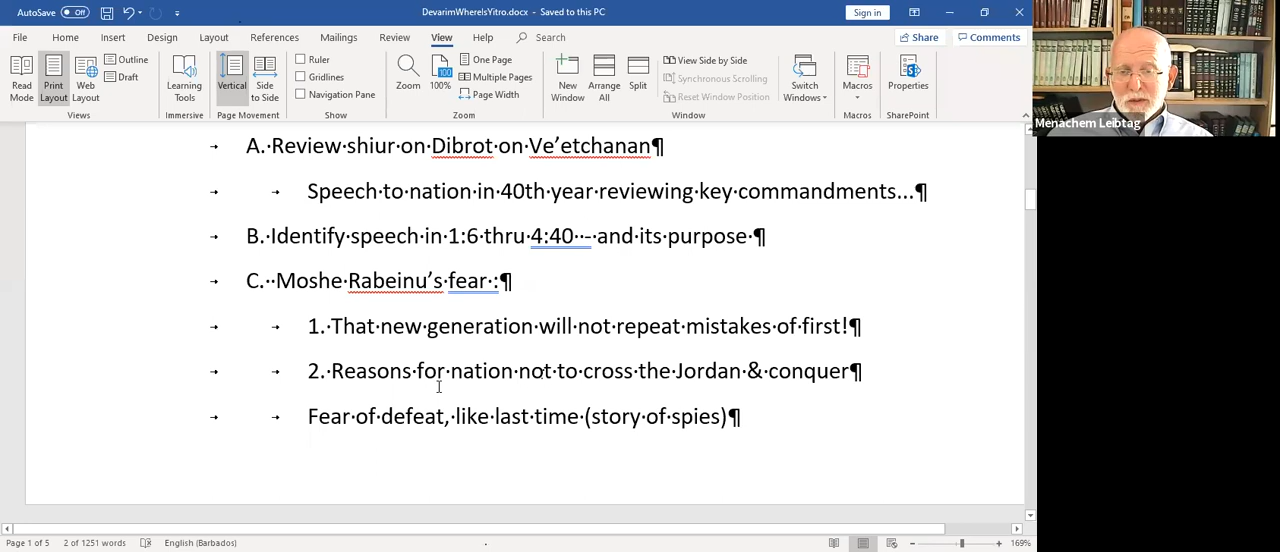 AutoSave Off DevarimWhereIsYitro.docx - Saved to this PC Sign in
File Home Insert Design Layout References Mailings Review View Help Search Share Comments
Read Mode Print Layout Web Layout Outline Draft
Views
Learning Tools
Immersive
Vertical Side to Side
Page Movement
Ruler
Gridlines
Navigation Pane
Show
Zoom 100% One Page
Multiple Pages
Page Width
Zoom
New Window Arrange All Split
View Side by Side
Synchronous Scrolling
Reset Window Position
Window
Switch Windows
Macros
Macros
Properties
SharePoint
Menachem Leibtag
A. Review shiur on Dibrot on Ve’etchanan¶
Speech to nation in 40th year reviewing key commandments...¶
B. Identify speech in 1:6 thru 4:40 - and its purpose ¶
C. Moshe Rabeinu’s fear :¶
1. That new generation will not repeat mistakes of first!¶
2. Reasons for nation not to cross the Jordan & conquer¶
Fear of defeat, like last time (story of spies)¶
Page 1 of 5 2 of 1251 words English (Barbados) 169%